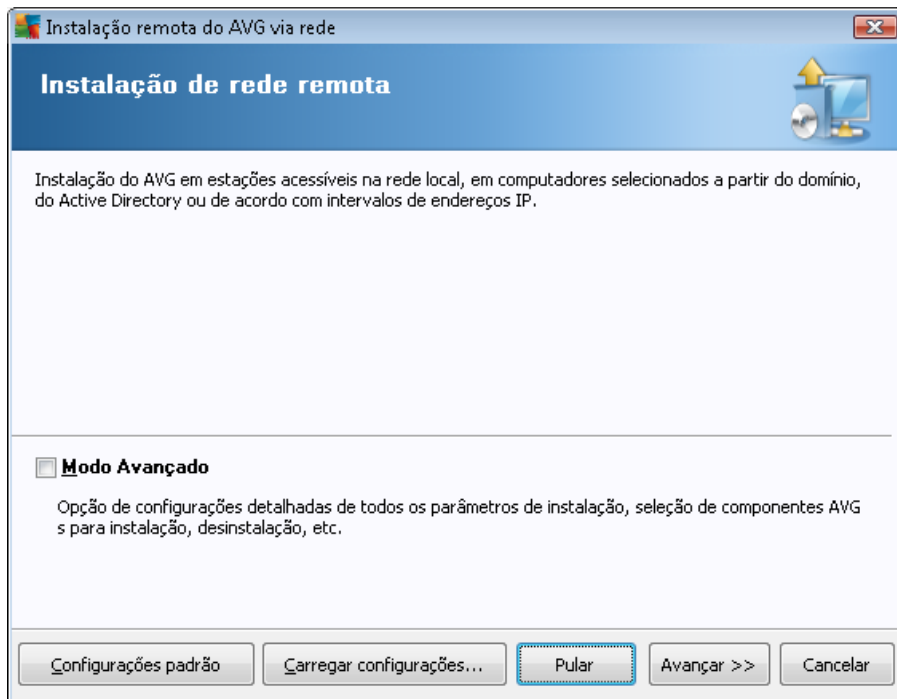 Instalação remota do AVG via rede
Instalação de rede remota
Instalação do AVG em estações acessíveis na rede local, em computadores selecionados a partir do domínio,
do Active Directory ou de acordo com intervalos de endereços IP.
Modo Avançado
Opção de configurações detalhadas de todos os parâmetros de instalação, seleção de componentes AVG
s para instalação, desinstalação, etc.
Configurações padrão Carregar configurações... Pular Avançar >> Cancelar